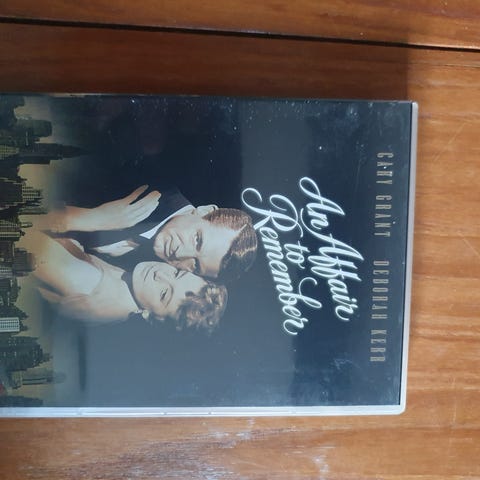 CARY GRANT DEBORAH KERR
An Affair
to
Remember